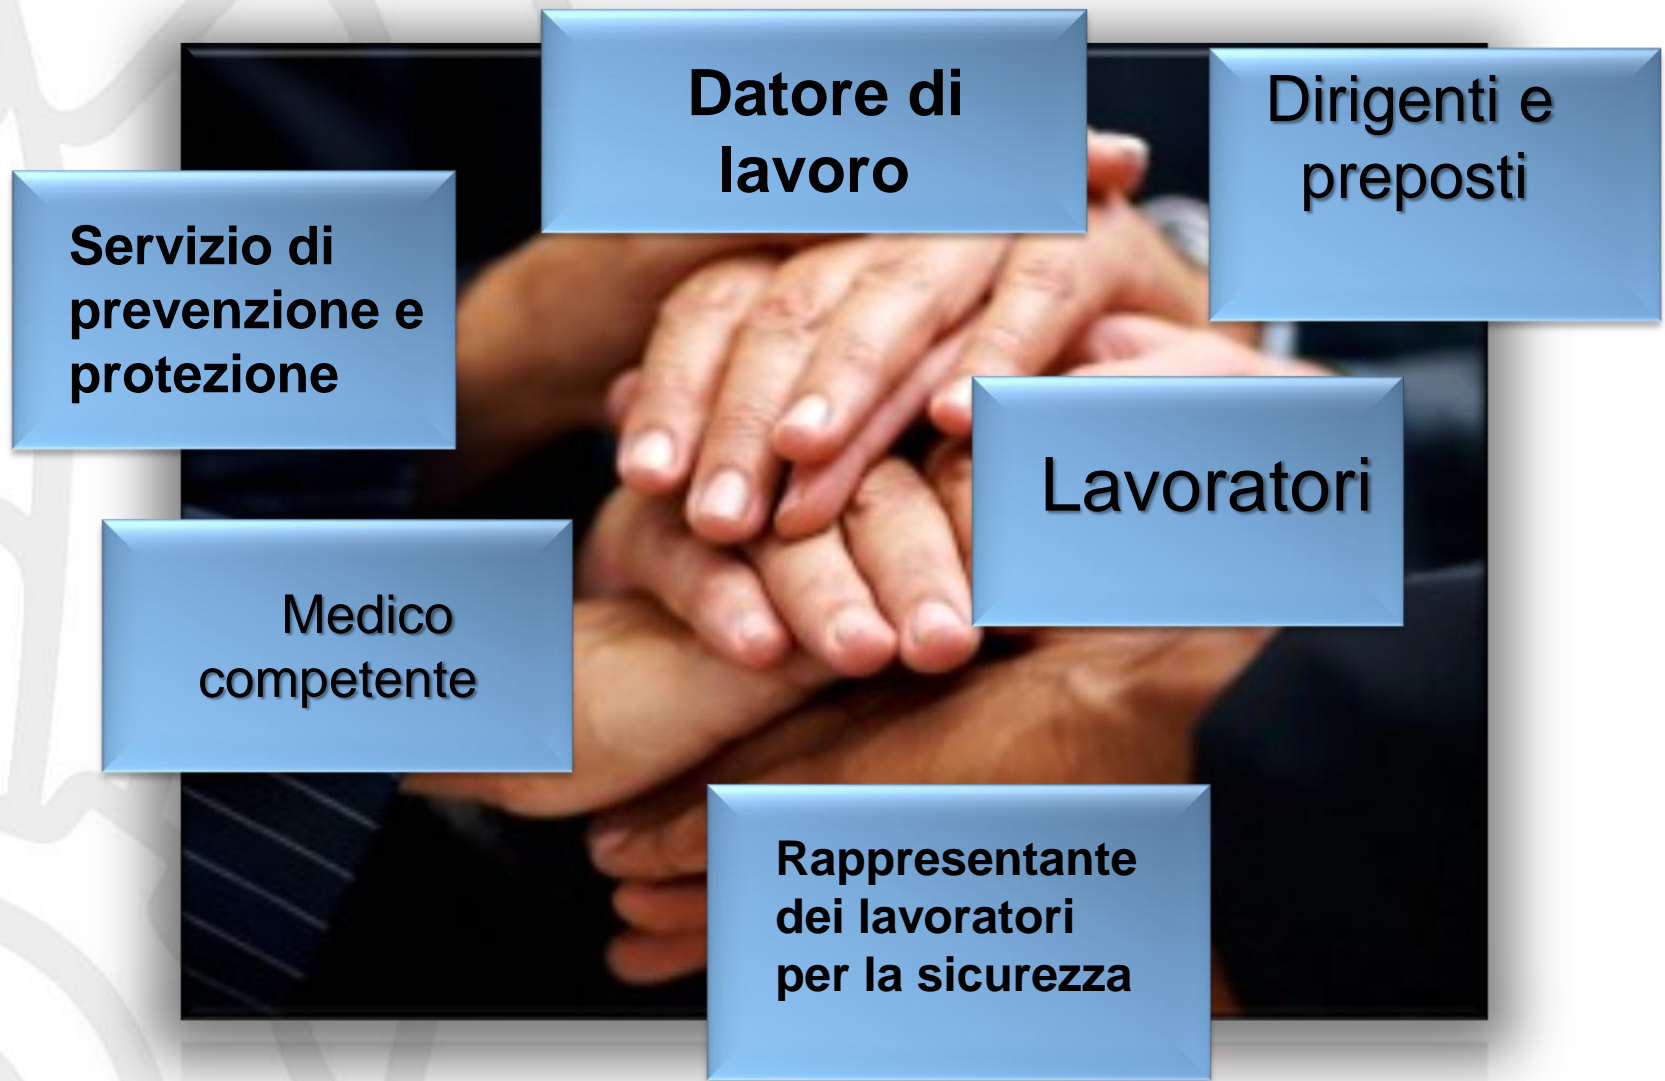 Datore di
lavoro
Dirigenti e
preposti
Servizio di
prevenzione e
protezione
Lavoratori
Medico
competente
Rappresentante
dei lavoratori
per la sicurezza